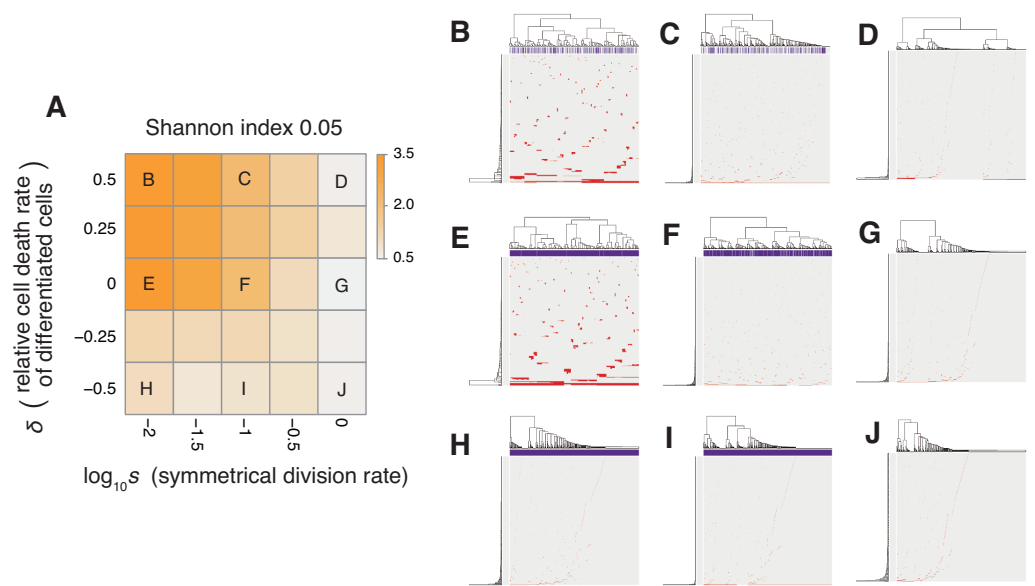 A
Shannon index 0.05
δ ( relative cell death rate
of differentiated cells )
0.5
0.25
0
−0.25
−0.5
B C D
E F G
H I J
3.5
2.0
0.5
−2
−1.5
−1
−0.5
0
log10s (symmetrical division rate)
B
C
D
E
F
G
H
I
J